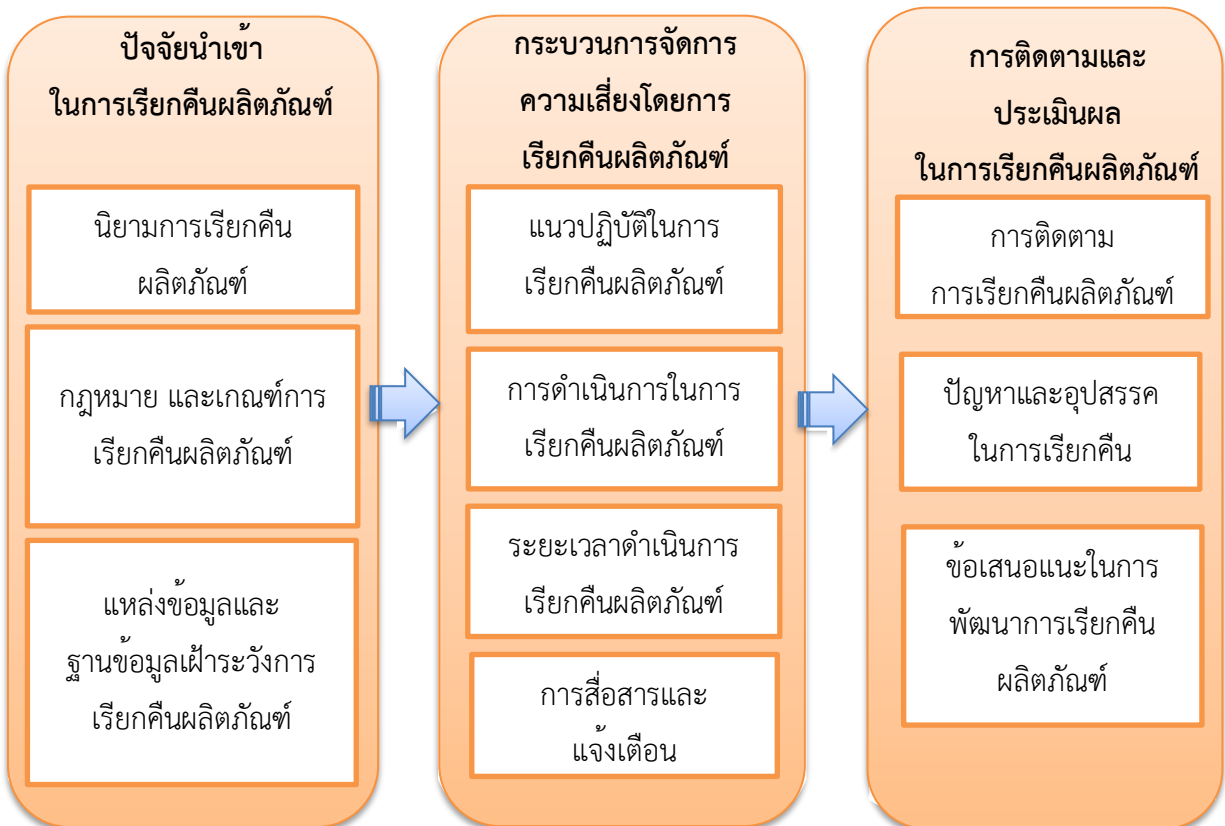 ปัจจัยนำเข้า
ในการเรียกคืนผลิตภัณฑ์
นิยามการเรียกคืน
ผลิตภัณฑ์
กฎหมาย และเกณฑ์การ
เรียกคืนผลิตภัณฑ์
แหล่งข้อมูลและ
ฐานข้อมูลเฝ้าระวังการ
เรียกคืนผลิตภัณฑ์
กระบวนการจัดการ
ความเสี่ยงโดยการ
เรียกคืนผลิตภัณฑ์
แนวปฏิบัติในการ
เรียกคืนผลิตภัณฑ์
การดำเนินการในการ
เรียกคืนผลิตภัณฑ์
ระยะเวลาดำเนินการ
เรียกคืนผลิตภัณฑ์
การสื่อสารและ
แจ้งเตือน
การติดตามและ
ประเมินผล
ในการเรียกคืนผลิตภัณฑ์
การติดตาม
การเรียกคืนผลิตภัณฑ์
ปัญหาและอุปสรรค
ในการเรียกคืน
ข้อเสนอแนะในการ
พัฒนาการเรียกคืน
ผลิตภัณฑ์